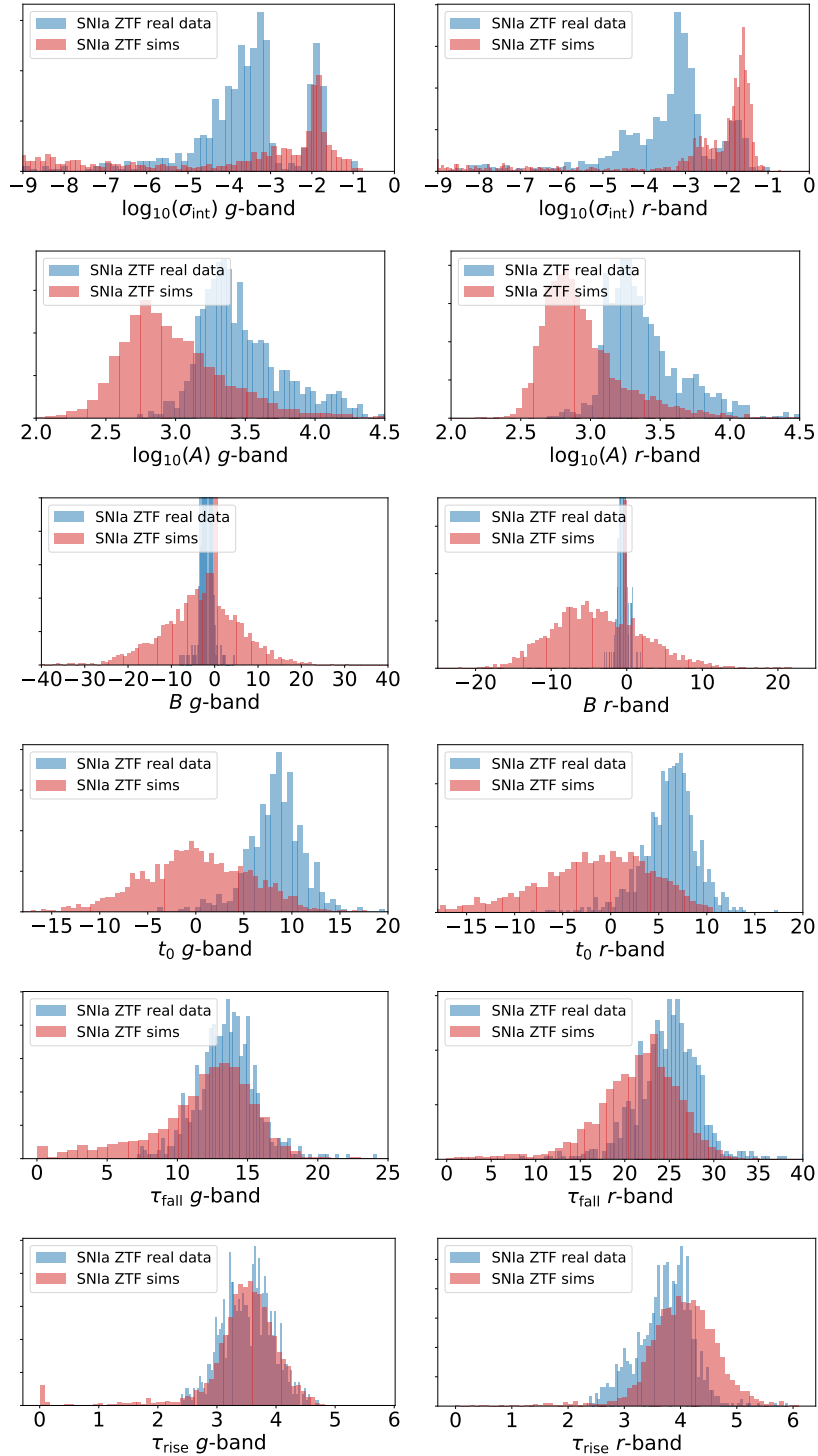 SNIa ZTF real data
SNIa ZTF sims
−9 −8 −7 −6 −5 −4 −3 −2 −1 0
log₁₀(σ_int) g-band
SNIa ZTF real data
SNIa ZTF sims
−9 −8 −7 −6 −5 −4 −3 −2 −1 0
log₁₀(σ_int) r-band
SNIa ZTF real data
SNIa ZTF sims
2.0 2.5 3.0 3.5 4.0 4.5
log₁₀(A) g-band
SNIa ZTF real data
SNIa ZTF sims
2.0 2.5 3.0 3.5 4.0 4.5
log₁₀(A) r-band
SNIa ZTF real data
SNIa ZTF sims
−40 −30 −20 −10 0 10 20 30 40
B g-band
SNIa ZTF real data
SNIa ZTF sims
−20 −10 0 10 20
B r-band
SNIa ZTF real data
SNIa ZTF sims
−15 −10 −5 0 5 10 15 20
t₀ g-band
SNIa ZTF real data
SNIa ZTF sims
−15 −10 −5 0 5 10 15 20
t₀ r-band
SNIa ZTF real data
SNIa ZTF sims
0 5 10 15 20 25
τ_fall g-band
SNIa ZTF real data
SNIa ZTF sims
0 5 10 15 20 25 30 35 40
τ_fall r-band
SNIa ZTF real data
SNIa ZTF sims
0 1 2 3 4 5 6
τ_rise g-band
SNIa ZTF real data
SNIa ZTF sims
0 1 2 3 4 5 6
τ_rise r-band